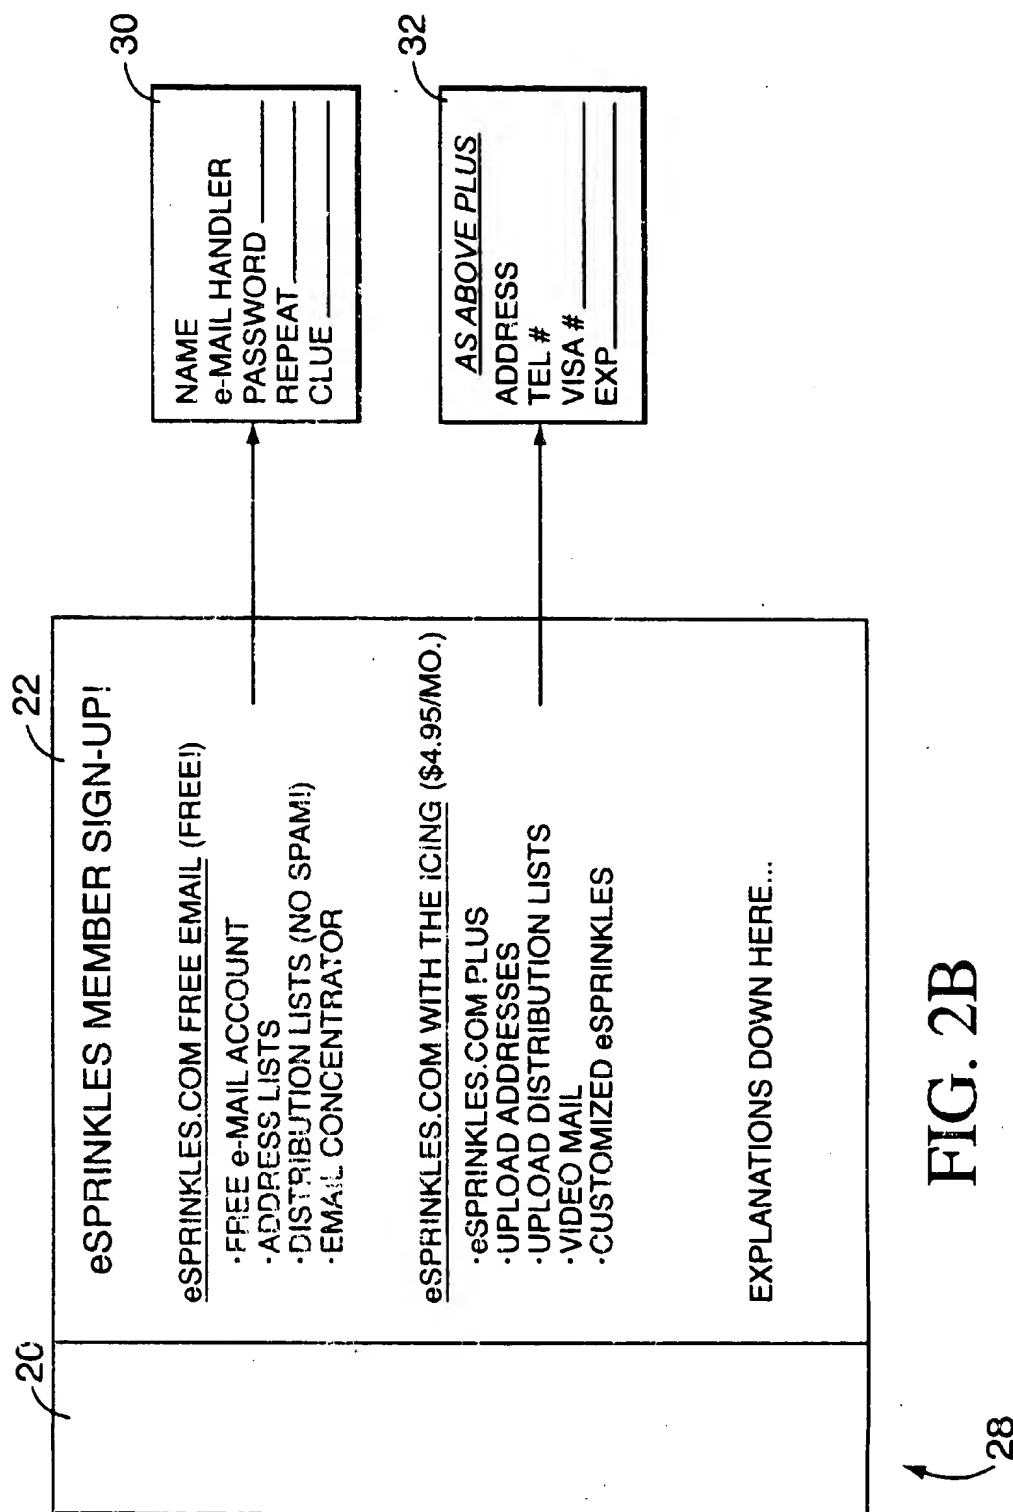 20
22
eSPRINKLES MEMBER SIGN-UP!
eSPRINKLES.COM FREE EMAIL (FREE!)
·FREE e-MAIL ACCOUNT
·ADDRESS LISTS
·DISTRIBUTION LISTS (NO SPAM!)
·EMAIL CONCENTRATOR
eSPRINKLES.COM WITH THE ICING ($4.95/MO.)
·eSPRINKLES.COM PLUS
·UPLOAD ADDRESSES
·UPLOAD DISTRIBUTION LISTS
·VIDEO MAIL
·CUSTOMIZED eSPRINKLES
EXPLANATIONS DOWN HERE...
30
NAME
e-MAIL HANDLER
PASSWORD
REPEAT
CLUE
32
AS ABOVE PLUS
ADDRESS
TEL #
VISA #
EXP
28
FIG. 2B